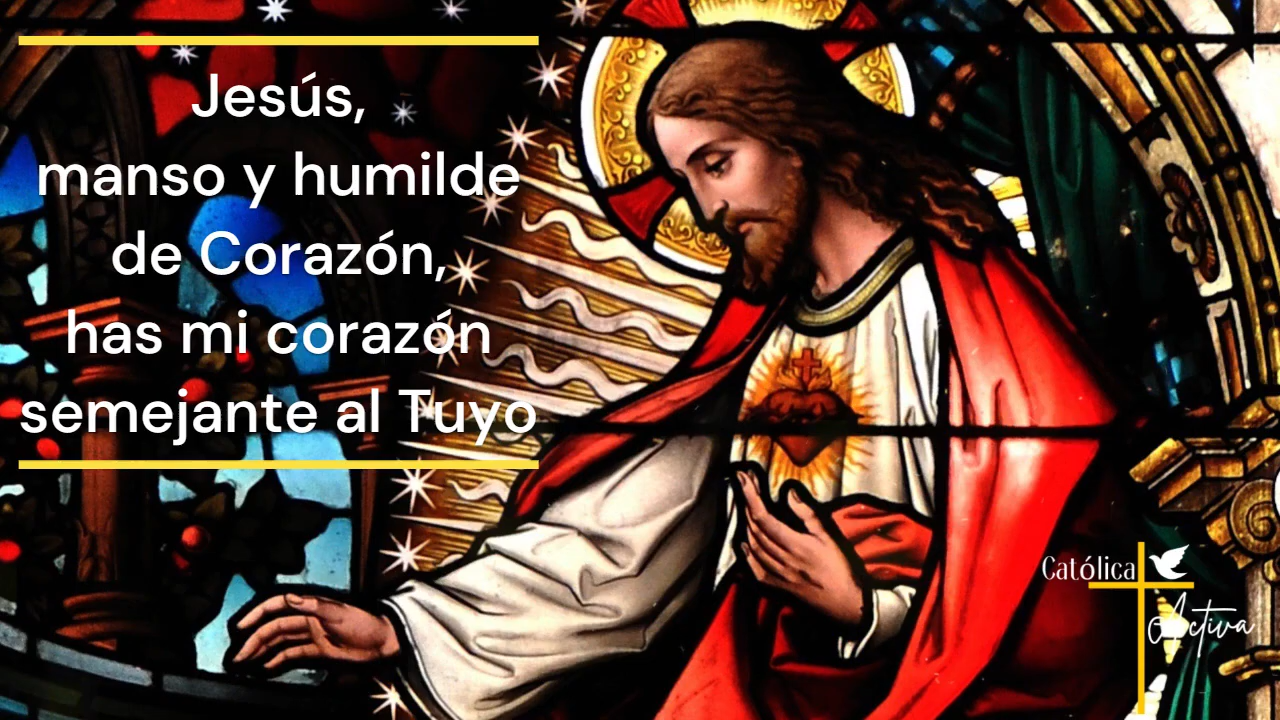 Jesús,
manso y humilde
de Corazón,
has mi corazón
semejante al Tuyo
Católica
Activa